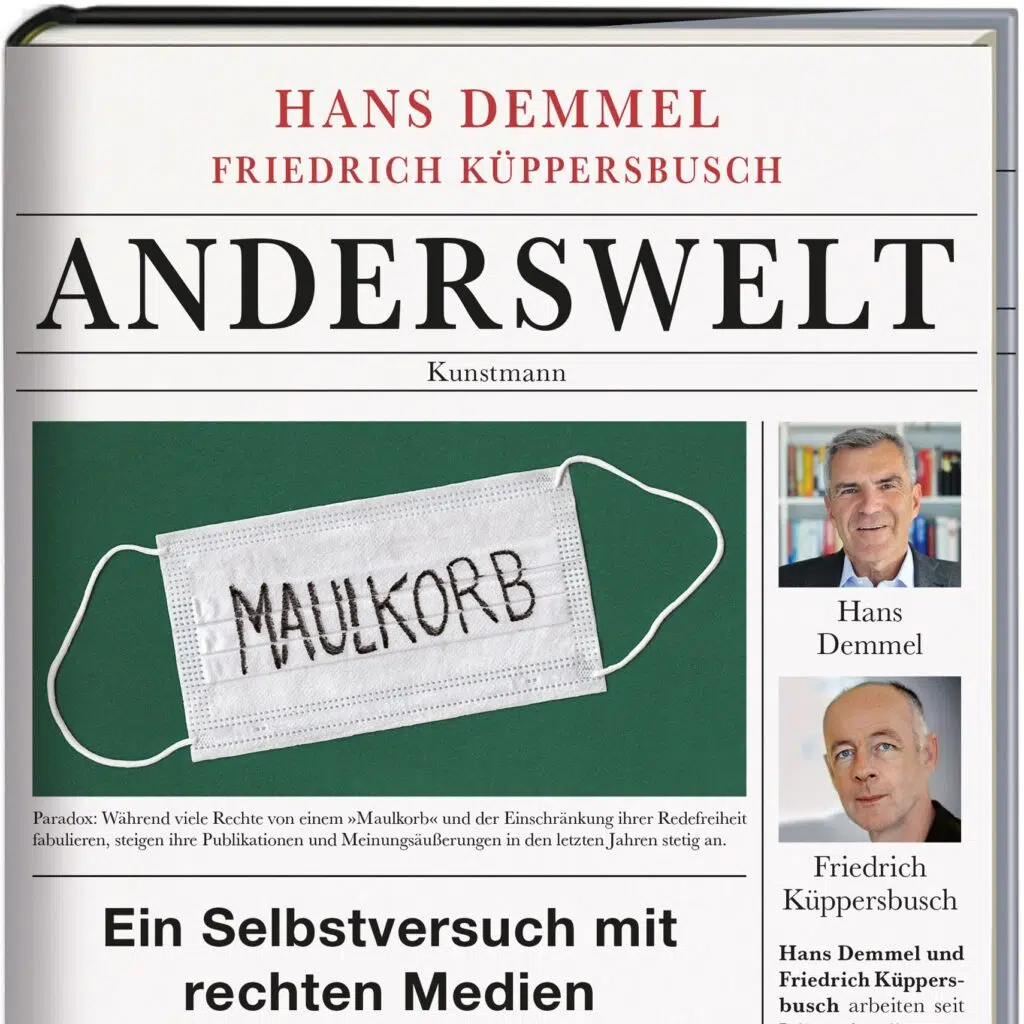 HANS DEMMEL
FRIEDRICH KÜPPERSBUSCH
ANDERSWELT
Kunstmann
MAULKORB
Paradox: Während viele Rechte von einem »Maulkorb« und der Einschränkung ihrer Redefreiheit
fabulieren, steigen ihre Publikationen und Meinungsäußerungen in den letzten Jahren stetig an.
Ein Selbstversuch mit
rechten Medien
Hans
Demmel
Friedrich
Küppersbusch
Hans Demmel und
Friedrich Küppers-
busch arbeiten seit